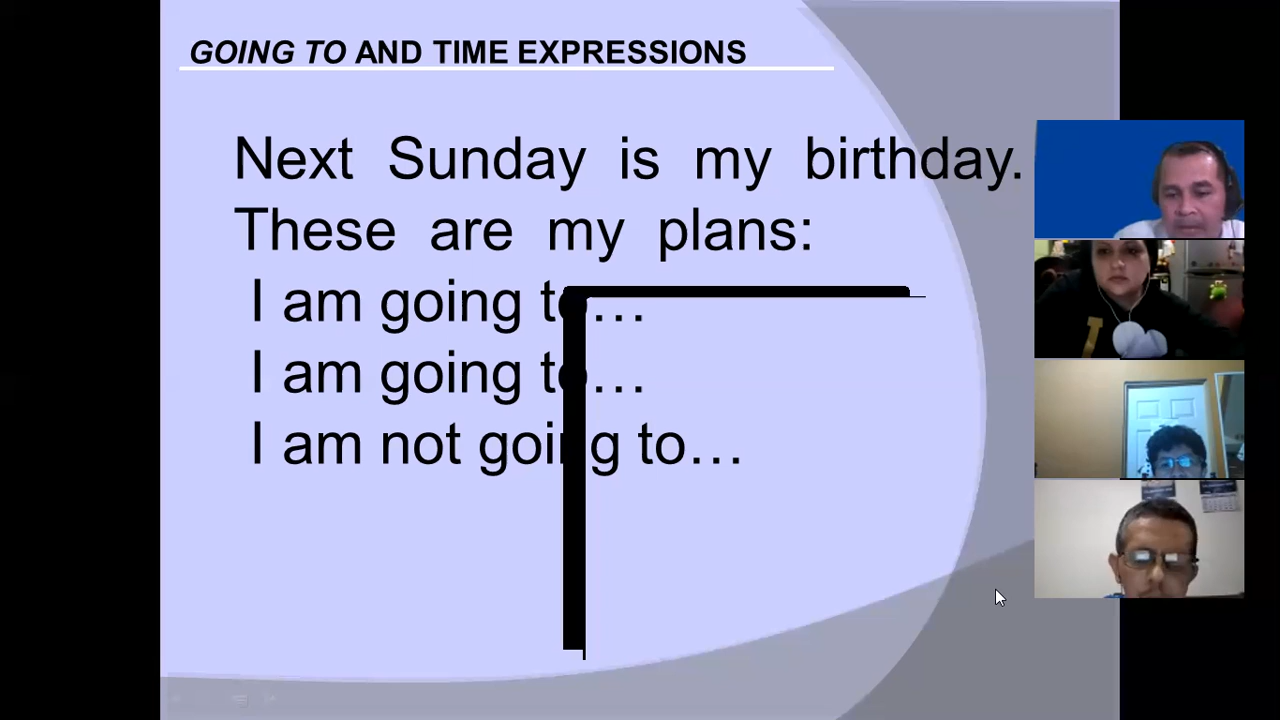 GOING TO AND TIME EXPRESSIONS
Next Sunday is my birthday.
These are my plans:
I am going to…
I am going to…
I am not going to…